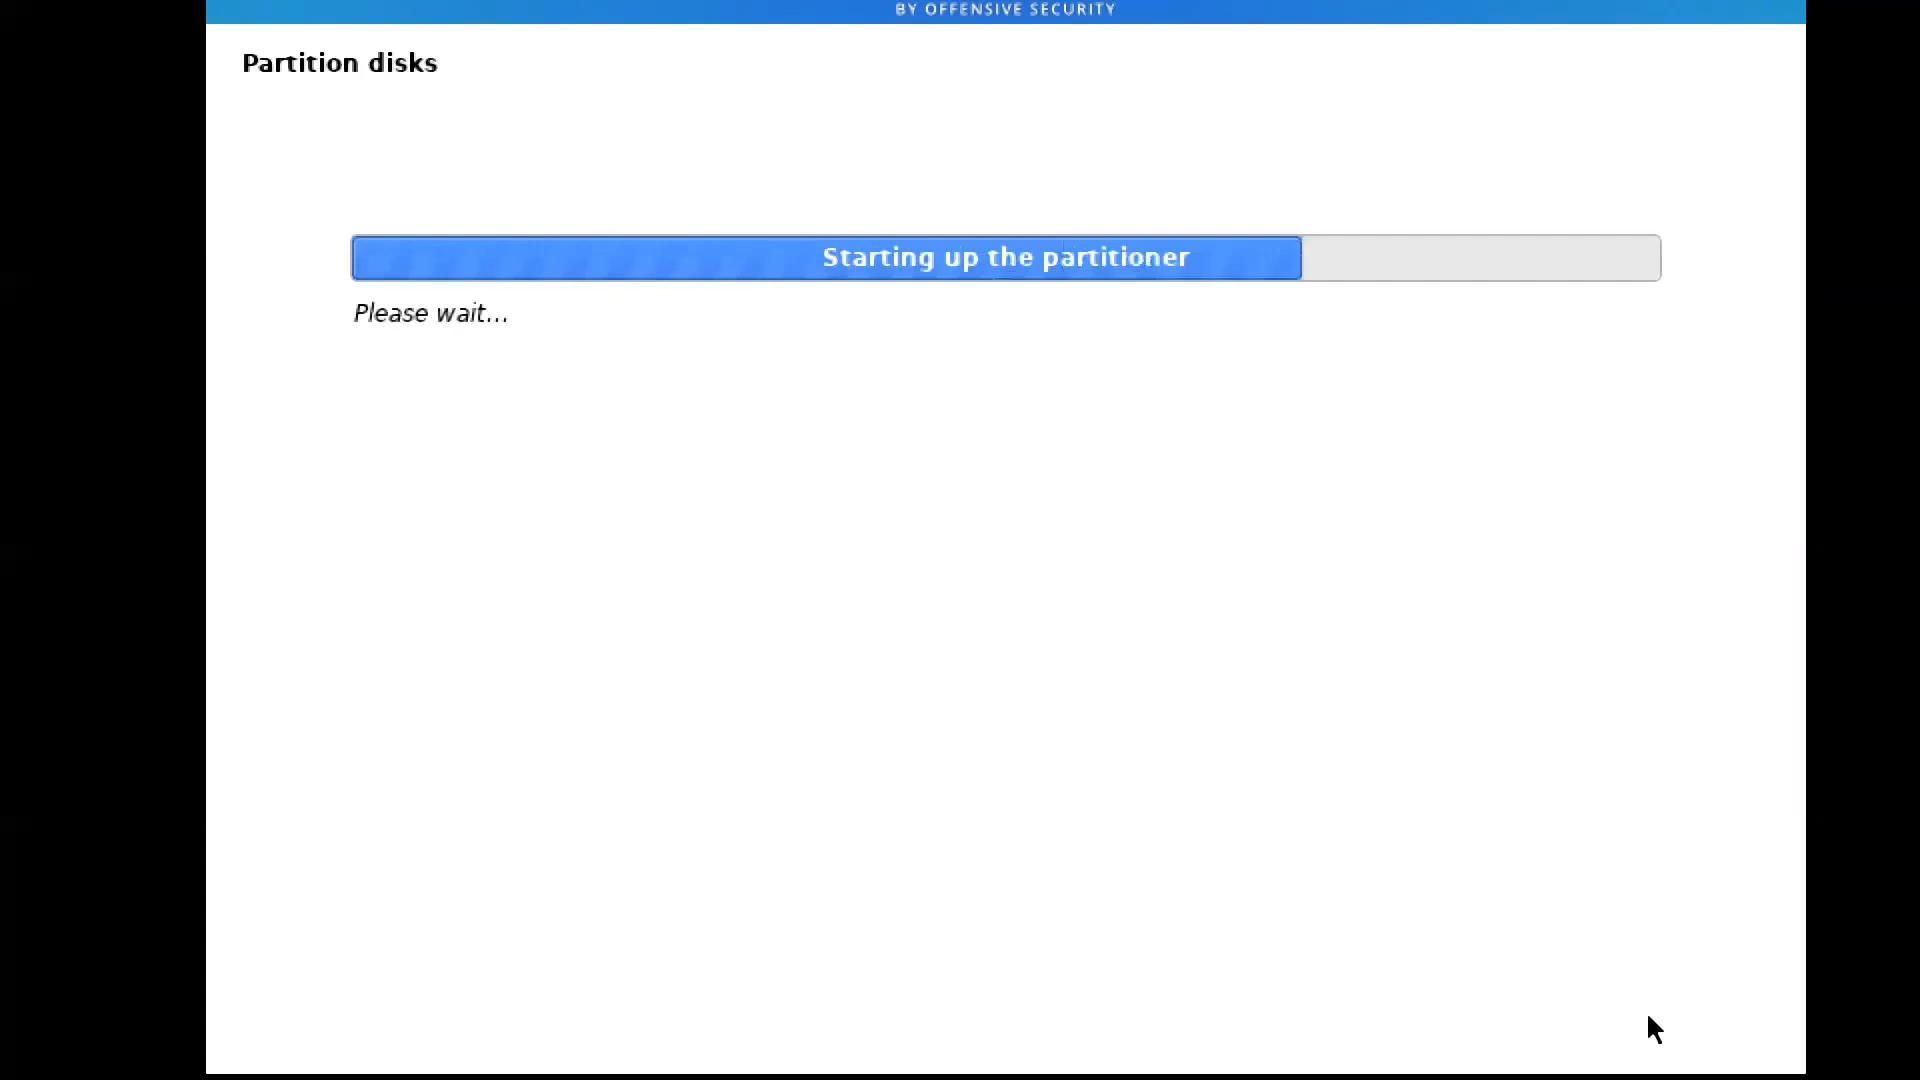 BY OFFENSIVE SECURITY
Partition disks
Starting up the partitioner
Please wait...